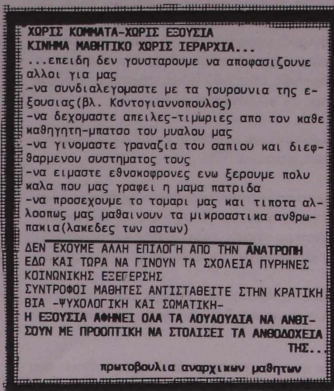 ΧΩΡΙΣ ΚΟΜΜΑΤΑ-ΧΩΡΙΣ ΕΞΟΥΣΙΑ
ΚΙΝΗΜΑ ΜΑΘΗΤΙΚΟ ΧΩΡΙΣ ΙΕΡΑΡΧΙΑ...
...επειδη δεν γουσταρουμε να αποφασιζουνε
αλλοι για μας
-να συνδιαλεγομαστε με τα γουρουνια της ε-
ξουσιας(βλ. Κοντογιαννοπουλος)
-να δεχομαστε απειλες-τιμωριες απο τον καθε
καθηγητη-μπατσο του μυαλου μας
-να γινομαστε γραναζια του σαπιου και διεφ-
θαρμενου συστηματος τους
-να ειμαστε εθνοκοφρονες ενω ξερουμε πολυ
καλα που μας γραφει η μαμα πατριδα
-να προσεχουμε το τομαρι μας και τιποτα αλ-
λοοπως μας μαθαινουν τα μικροαστικα ανθρω-
πακια(λακεδες των αστων)
ΔΕΝ ΕΧΟΥΜΕ ΑΛΛΗ ΕΠΙΛΟΓΗ ΑΠΟ ΤΗΝ ΑΝΑΤΡΟΠΗ
ΕΔΩ ΚΑΙ ΤΩΡΑ ΝΑ ΓΙΝΟΥΝ ΤΑ ΣΧΟΛΕΙΑ ΠΥΡΗΝΕΣ
ΚΟΙΝΩΝΙΚΗΣ ΕΞΕΓΕΡΣΗΣ
ΣΥΝΤΡΟΦΟΙ ΜΑΘΗΤΕΣ ΑΝΤΙΣΤΑΘΕΙΤΕ ΣΤΗΝ ΚΡΑΤΙΚΗ
ΒΙΑ -ΨΥΧΟΛΟΓΙΚΗ ΚΑΙ ΣΩΜΑΤΙΚΗ-
Η ΕΞΟΥΣΙΑ ΑΦΗΝΕΙ ΟΛΑ ΤΑ ΛΟΥΛΟΥΔΙΑ ΝΑ ΑΝΘΙ-
ΣΟΥΝ ΜΕ ΠΡΟΟΠΤΙΚΗ ΝΑ ΣΤΟΛΙΣΕΙ ΤΑ ΑΝΘΟΔΟΧΕΙΑ
ΤΗΣ...
πρωτοβουλια αναρχικων μαθητων